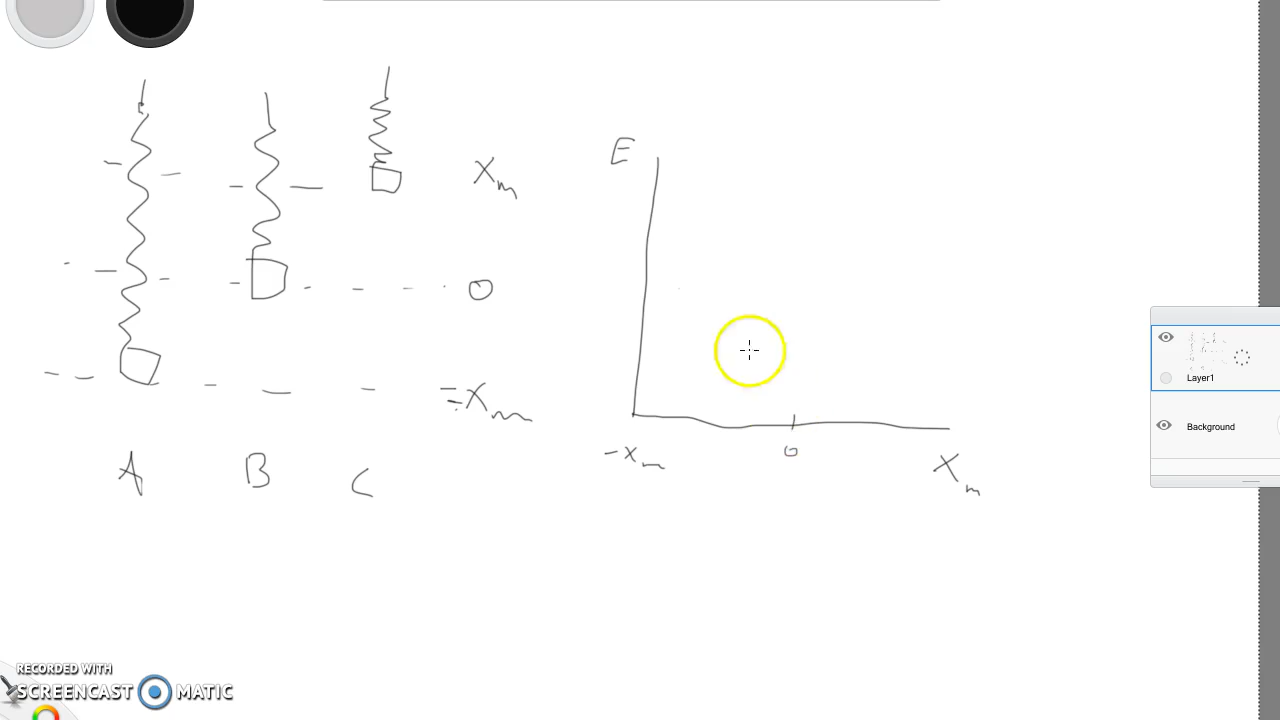 Xm
0
-Xm
A B C
E
-xm 0 Xm
Layer1
Background
RECORDED WITH
SCREENCAST MATIC